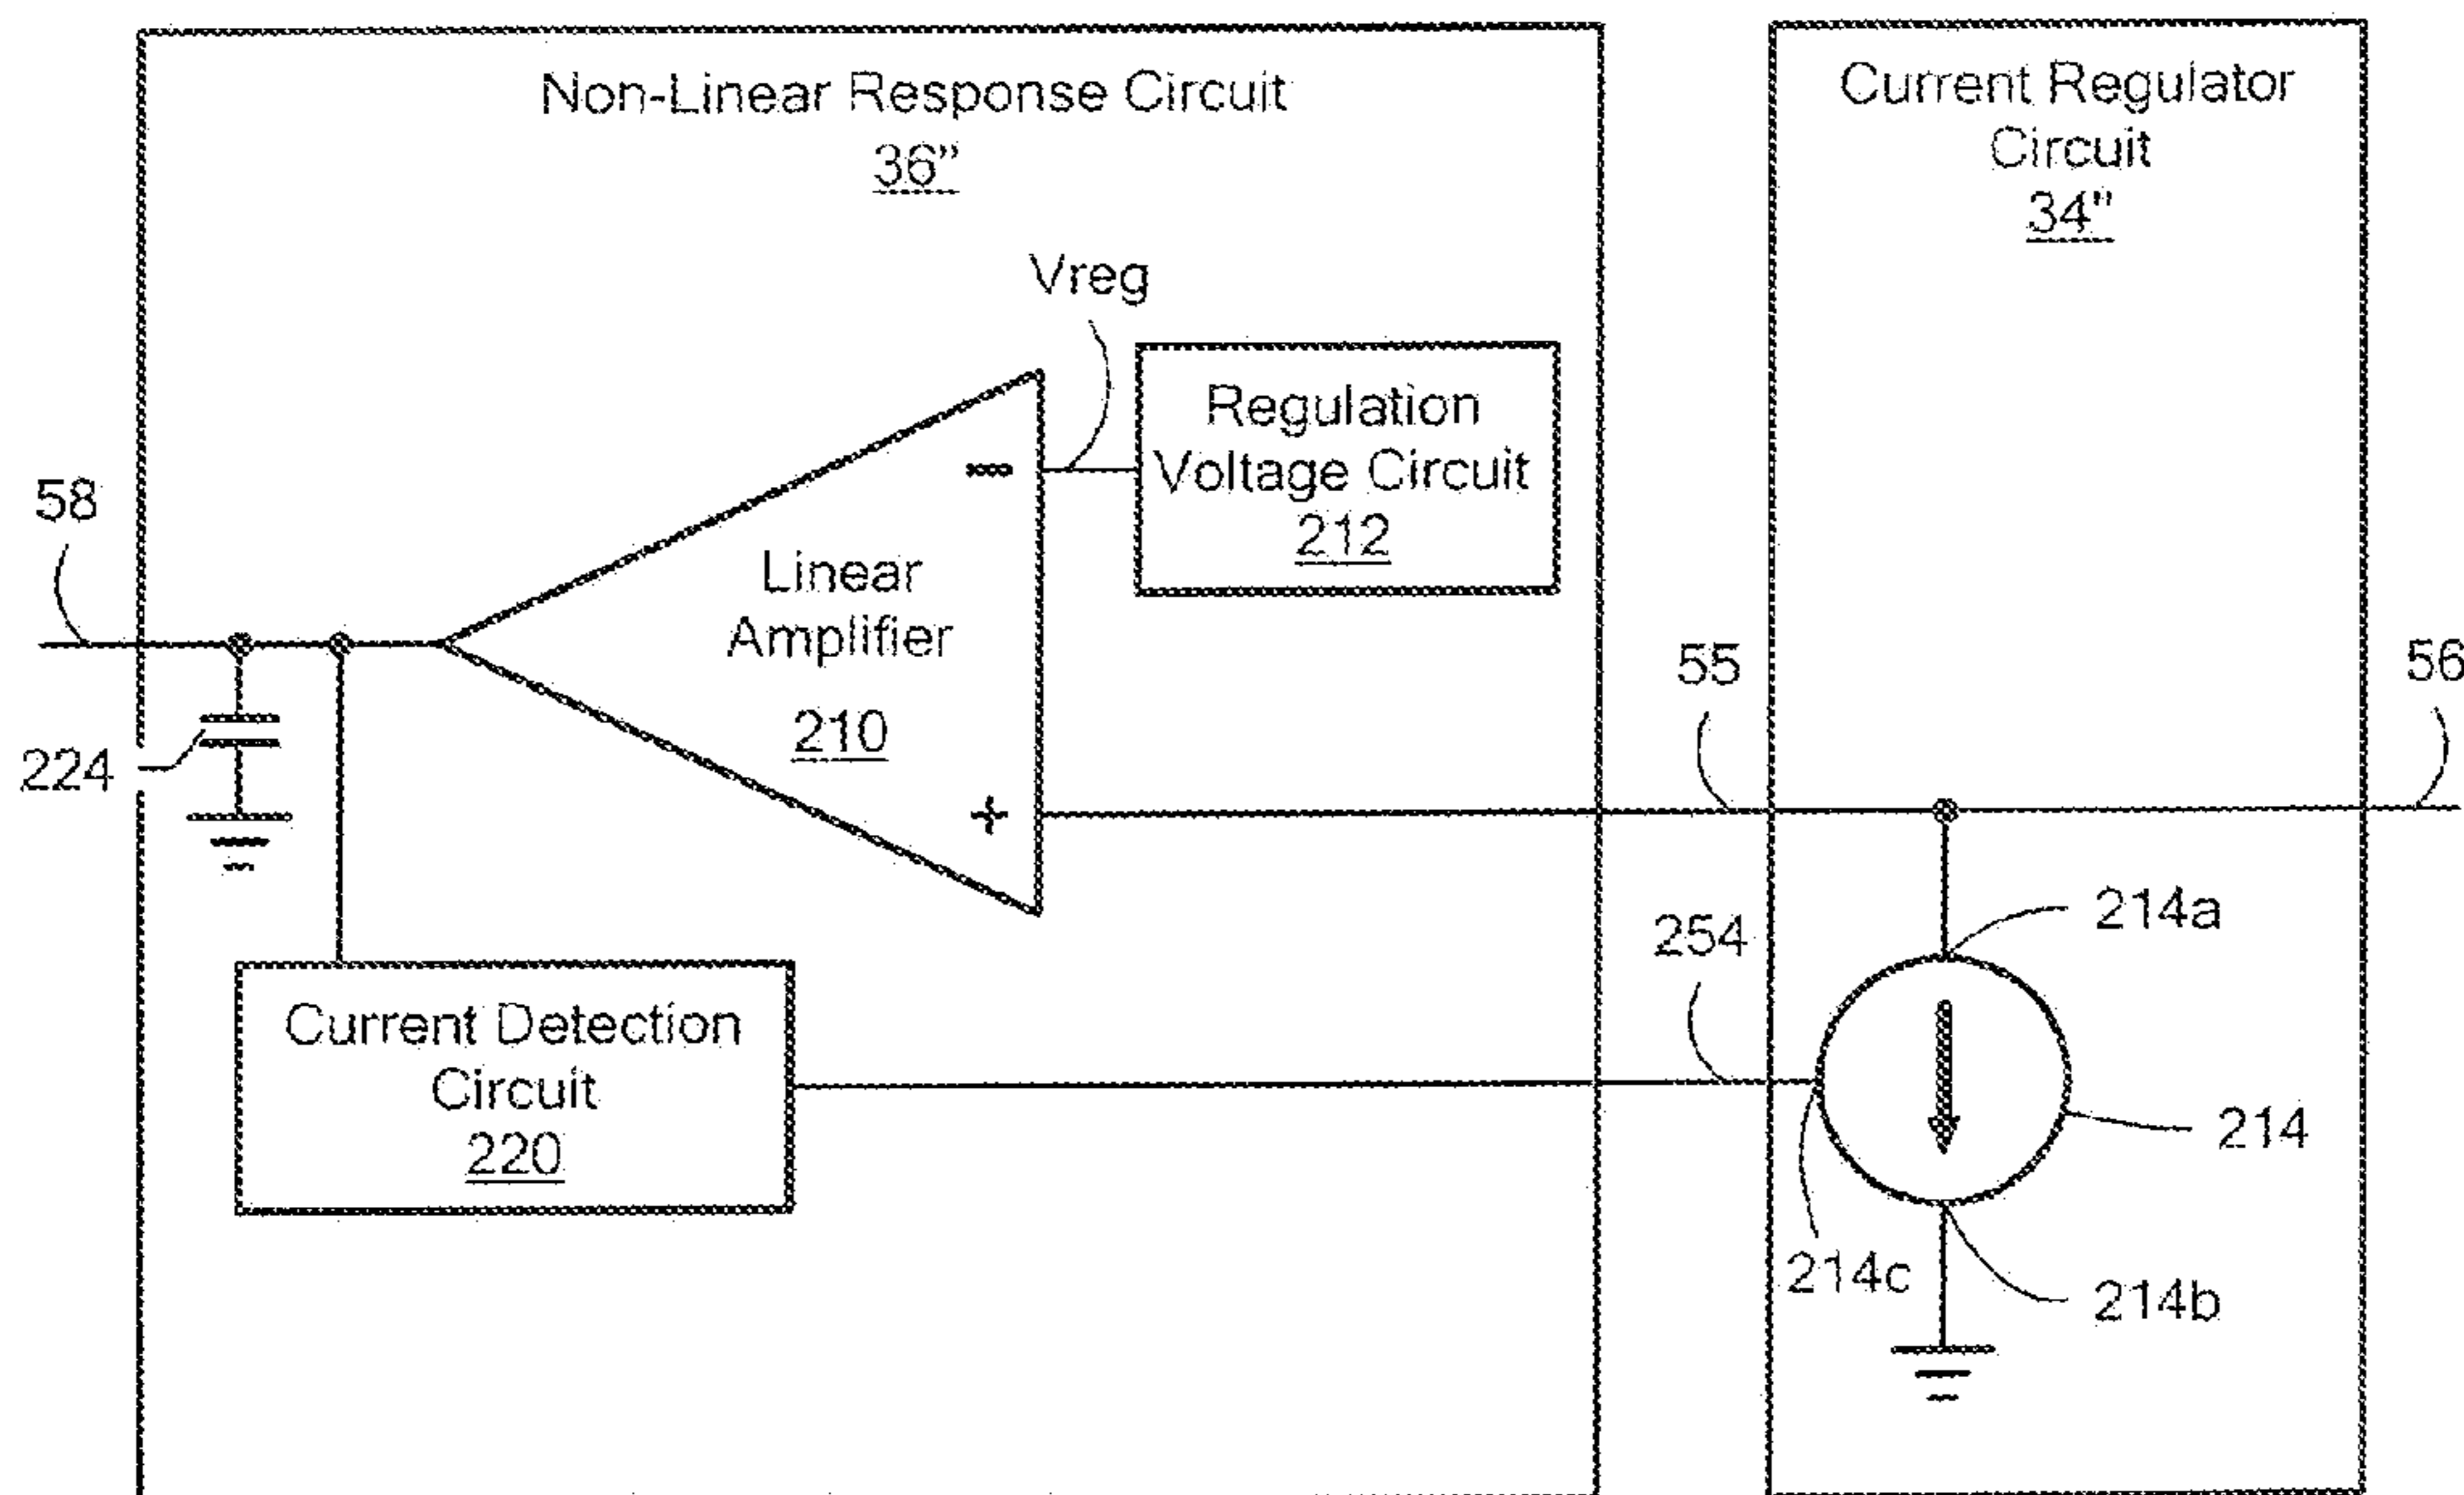 Non-Linear Response Circuit
36”
Current Regulator
Circuit
34"
Vreg
Regulation
Voltage Circuit
212
58
Linear
Amplifier
210
−
+
55
56
224
254
214a
Current Detection
Circuit
220
214
214c
214b